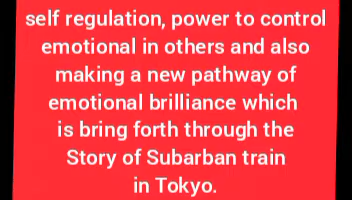 self regulation, power to control
emotional in others and also
making a new pathway of
emotional brilliance which
is bring forth through the
Story of Subarban train
in Tokyo.